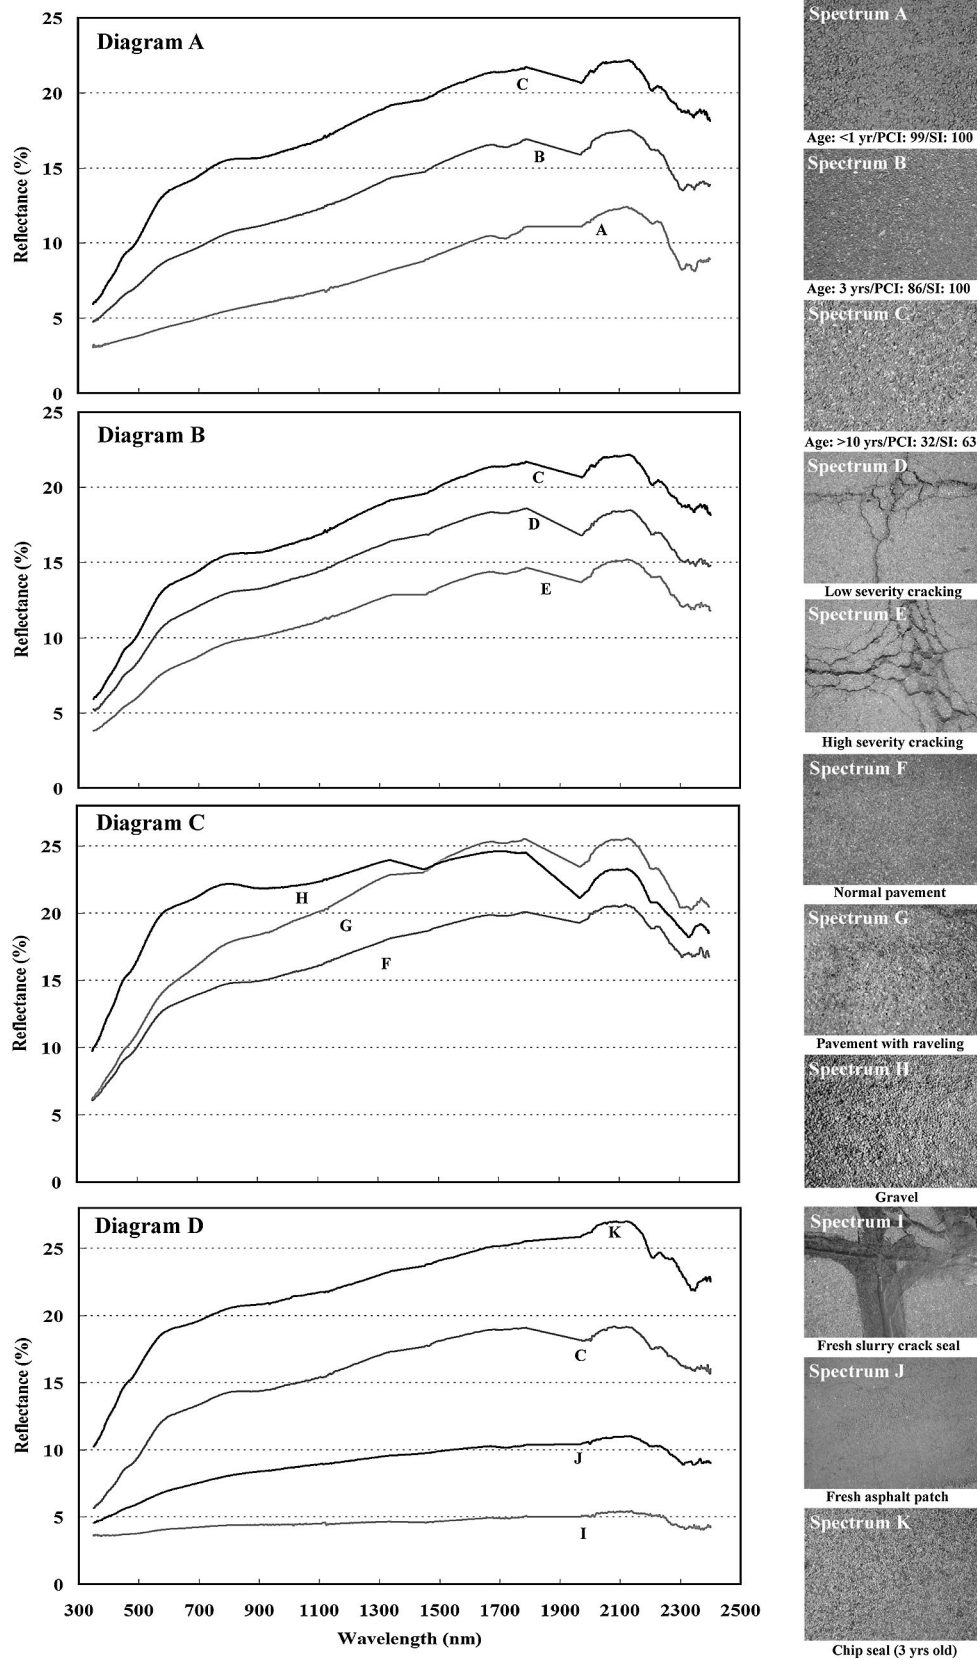 Diagram A
25
20
15
10
5
0
Reflectance (%)
C
B
A
Diagram B
25
20
15
10
5
0
Reflectance (%)
C
D
E
Diagram C
25
20
15
10
5
0
Reflectance (%)
H
G
F
Diagram D
25
20
15
10
5
0
Reflectance (%)
K
C
J
I
300 500 700 900 1100 1300 1500 1700 1900 2100 2300 2500
Wavelength (nm)
Spectrum A
Age: <1 yr/PCI: 99/SI: 100
Spectrum B
Age: 3 yrs/PCI: 86/SI: 100
Spectrum C
Age: >10 yrs/PCI: 32/SI: 63
Spectrum D
Low severity cracking
Spectrum E
High severity cracking
Spectrum F
Normal pavement
Spectrum G
Pavement with raveling
Spectrum H
Gravel
Spectrum I
Fresh slurry crack seal
Spectrum J
Fresh asphalt patch
Spectrum K
Chip seal (3 yrs old)